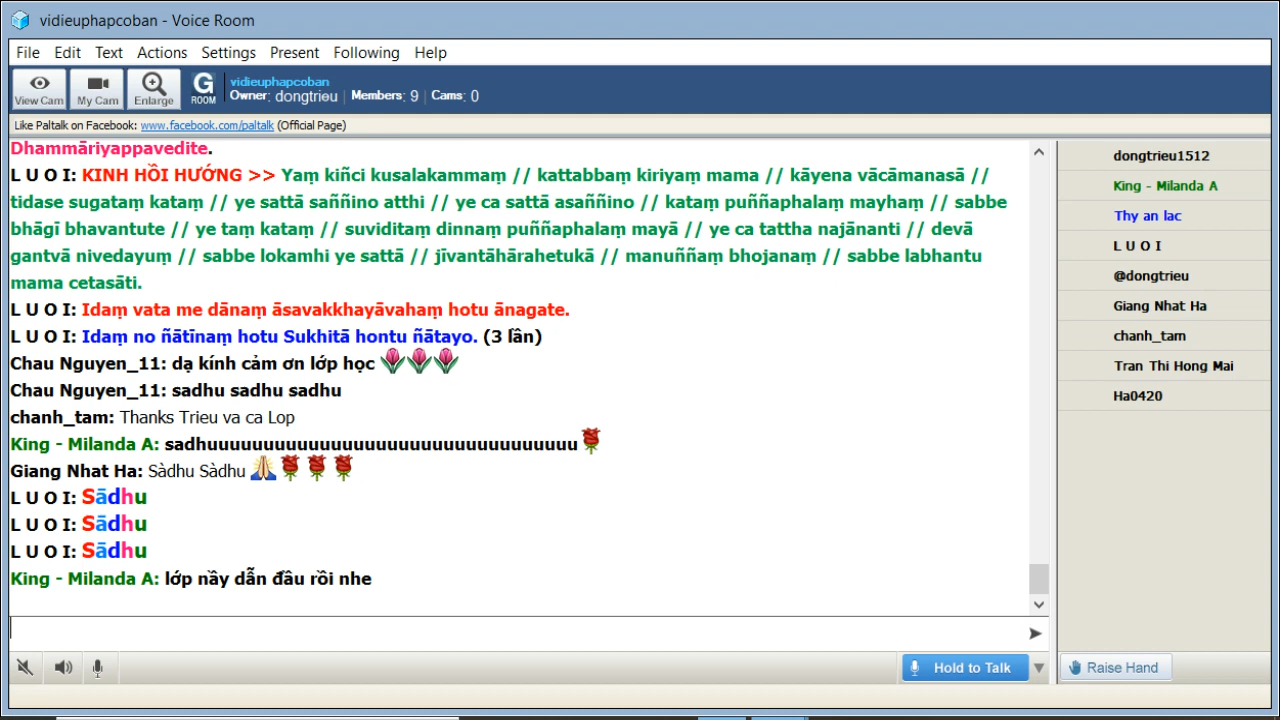 vidieuphapcoban - Voice Room
File Edit Text Actions Settings Present Following Help
View Cam My Cam Enlarge G ROOM
vidieuphapcoban
Owner: dongtrieu | Members: 9 | Cams: 0
Like Paltalk on Facebook: www.facebook.com/paltalk (Official Page)
Dhammāriyappavedite.
L U O I: KINH HỒI HƯỚNG >> Yaṃ kiñci kusalakammaṃ // kattabbaṃ kiriyaṃ mama // kāyena vācāmanasā //
tidase sugataṃ kataṃ // ye sattā saññino atthi // ye ca sattā asaññino // kataṃ puññaphalaṃ mayhaṃ // sabbe
bhāgī bhavantute // ye taṃ kataṃ // suviditaṃ dinnaṃ puññaphalaṃ mayā // ye ca tattha najānanti // devā
gantvā nivedayuṃ // sabbe lokamhi ye sattā // jīvantāhārahetukā // manuññaṃ bhojanaṃ // sabbe labhantu
mama cetasāti.
L U O I: Idaṃ vata me dānaṃ āsavakkhayāvahaṃ hotu ānagate.
L U O I: Idaṃ no ñātīnaṃ hotu Sukhitā hontu ñātayo. (3 lần)
Chau Nguyen_11: dạ kính cảm ơn lớp học
Chau Nguyen_11: sadhu sadhu sadhu
chanh_tam: Thanks Trieu va ca Lop
King - Milanda A: sadhuuuuuuuuuuuuuuuuuuuuuuuuuuuuuuuuu
Giang Nhat Ha: Sàdhu Sàdhu
L U O I: Sādhu
L U O I: Sādhu
L U O I: Sādhu
King - Milanda A: lớp nầy dẫn đầu rồi nhe
Hold to Talk
dongtrieu1512
King - Milanda A
Thy an lac
L U O I
@dongtrieu
Giang Nhat Ha
chanh_tam
Tran Thi Hong Mai
Ha0420
Raise Hand